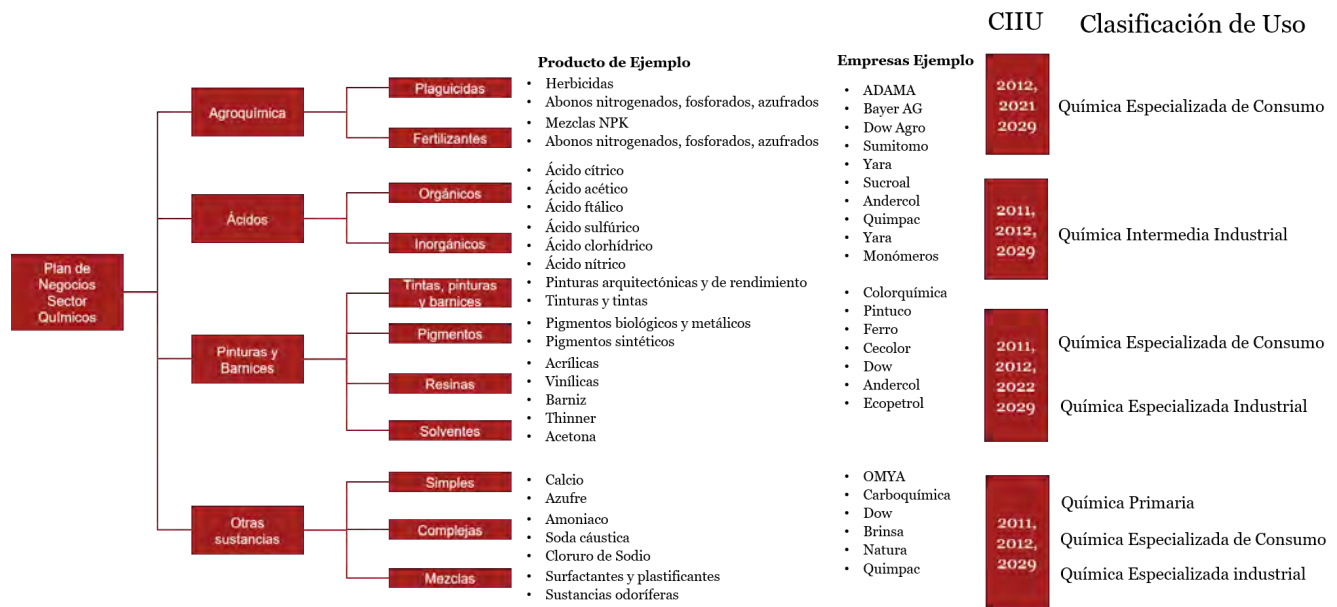 CIIU
Clasificación de Uso
Producto de Ejemplo
Empresas Ejemplo
Plan de
Negocios
Sector
Químicos
Agroquímica
Plaguicidas
Fertilizantes
• Herbicidas
• Abonos nitrogenados, fosforados, azufrados
• Mezclas NPK
• Abonos nitrogenados, fosforados, azufrados
• ADAMA
• Bayer AG
• Dow Agro
• Sumitomo
• Yara
• Sucroal
• Andercol
• Quimpac
• Yara
• Monómeros
2012,
2021
2029
Química Especializada de Consumo
Ácidos
Orgánicos
Inorgánicos
• Ácido cítrico
• Ácido acético
• Ácido ftálico
• Ácido sulfúrico
• Ácido clorhídrico
• Ácido nítrico
2011,
2012,
2029
Química Intermedia Industrial
Pinturas y
Barnices
Tintas, pinturas
y barnices
Pigmentos
Resinas
Solventes
• Pinturas arquitectónicas y de rendimiento
• Tinturas y tintas
• Pigmentos biológicos y metálicos
• Pigmentos sintéticos
• Acrílicas
• Vinílicas
• Barniz
• Thinner
• Acetona
• Colorquímica
• Pintuco
• Ferro
• Cecolor
• Dow
• Andercol
• Ecopetrol
2011,
2012,
2022
2029
Química Especializada de Consumo
Química Especializada Industrial
Otras
sustancias
Simples
Complejas
Mezclas
• Calcio
• Azufre
• Amoniaco
• Soda cáustica
• Cloruro de Sodio
• Surfactantes y plastificantes
• Sustancias odoríferas
• OMYA
• Carboquímica
• Dow
• Brinsa
• Natura
• Quimpac
2011,
2012,
2029
Química Primaria
Química Especializada de Consumo
Química Especializada industrial